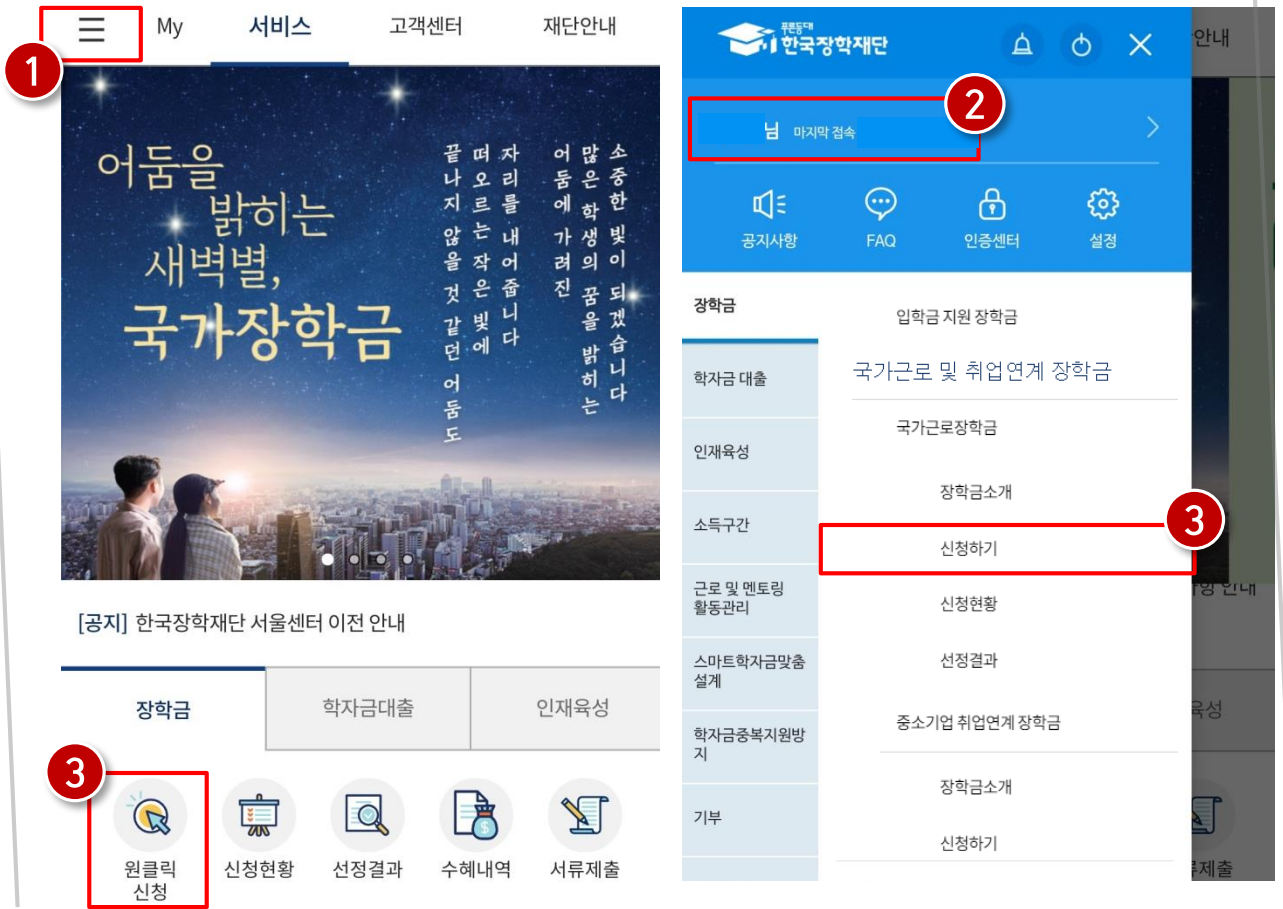 My
서비스
고객센터
재단안내
1
어둠을
밝히는
새벽별,
국가장학금
소중한 빛이 되겠습니다
많은 학생의 꿈을 밝히는
어둠에 가려진
자리를 내어줍니다
떠오르는 작은 빛에
끝나지 않을 것 같던 어둠도
[공지] 한국장학재단 서울센터 이전 안내
장학금
학자금대출
인재육성
3
원클릭
신청
신청현황
선정결과
수혜내역
서류제출
푸른등대
한국장학재단
2
님 마지막 접속
공지사항
FAQ
인증센터
설정
장학금
학자금 대출
인재육성
소득구간
근로 및 멘토링
활동관리
스마트학자금맞춤
설계
학자금중복지원방
지
기부
입학금 지원 장학금
국가근로 및 취업연계 장학금
국가근로장학금
장학금소개
3
신청하기
신청현황
선정결과
중소기업 취업연계 장학금
장학금소개
신청하기
안내
안내
육성
류제출